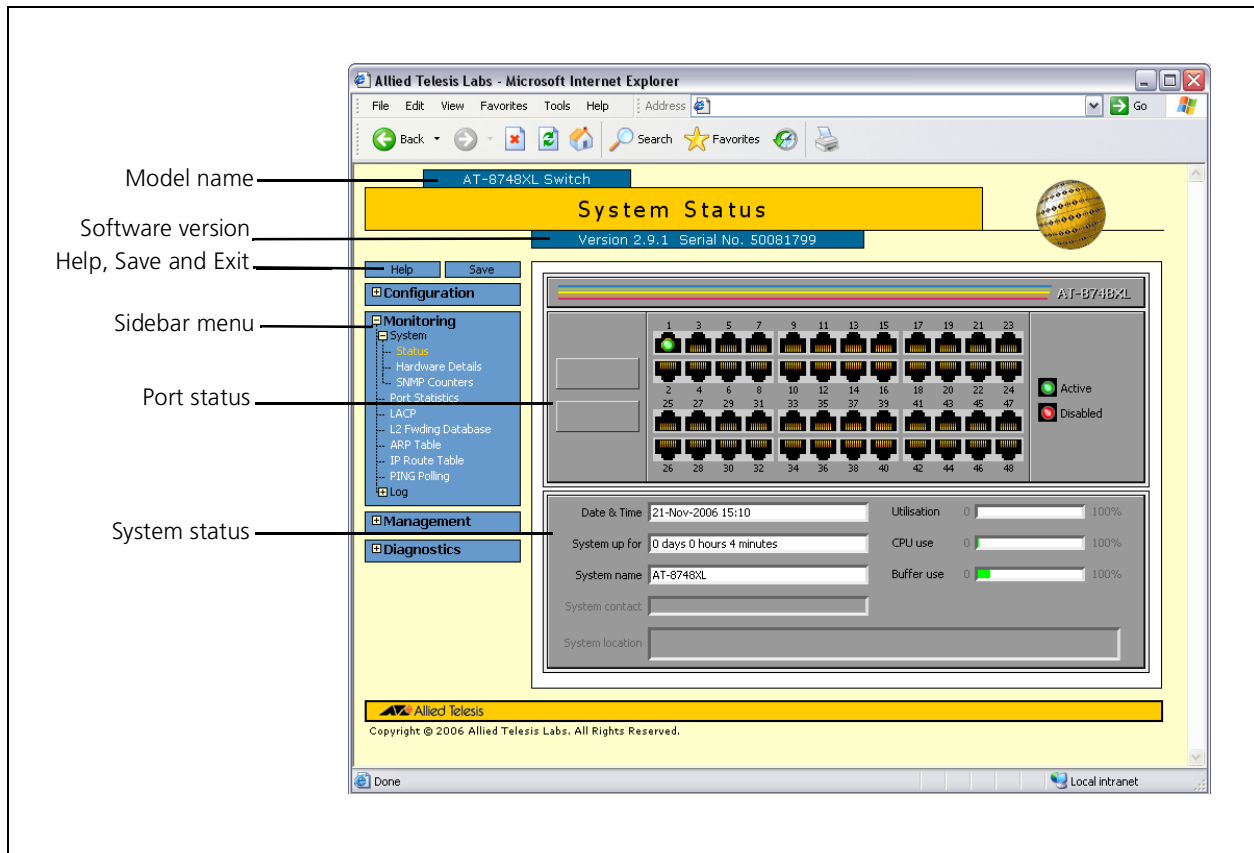 Allied Telesis Labs - Microsoft Internet Explorer
File Edit View Favorites Tools Help Address Go
Back Search Favorites
Model name
AT-8748XL Switch
System Status
Software version
Version 2.9.1 Serial No. 50081799
Help, Save and Exit
Help Save
Configuration
AT-8748XL
Sidebar menu
Monitoring
System
Status
Hardware Details
SNMP Counters
Port Statistics
LACP
L2 Fwding Database
ARP Table
IP Route Table
PING Polling
Log
Management
Diagnostics
Port status
1 3 5 7 9 11 13 15 17 19 21 23
2 4 6 8 10 12 14 16 18 20 22 24
25 27 29 31 33 35 37 39 41 43 45 47
26 28 30 32 34 36 38 40 42 44 46 48
Active
Disabled
System status
Date & Time 21-Nov-2006 15:10 Utilisation 0 100%
System up for 0 days 0 hours 4 minutes CPU use 0 100%
System name AT-8748XL Buffer use 0 100%
System contact
System location
Allied Telesis
Copyright © 2006 Allied Telesis Labs. All Rights Reserved.
Done Local intranet